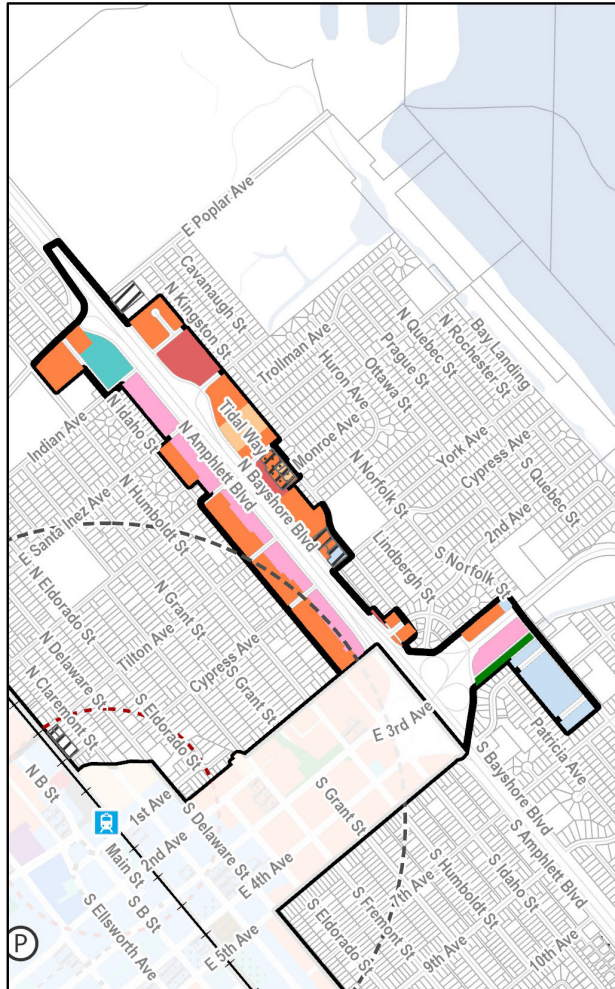 E Poplar Ave
Cavanaugh St
N Kingston St
Trollman Ave
N Quebec St
N Rochester St
Bay Landing
Prague St
Ottawa St
Huron Ave
Tidal Way
Monroe Ave
York Ave
Cypress Ave
S Quebec St
N Idaho St
Indian Ave
N Amphlett Blvd
N Bayshore Blvd
N Norfolk St
2nd Ave
N Humboldt St
Santa Inez Ave
Lindbergh St
S Norfolk St
N Eldorado St
N Grant St
Tilton Ave
Cypress Ave
N Delaware St
S Grant St
N Claremont St
S Eldorado St
E 3rd Ave
Patricia Ave
S Bayshore Blvd
N B St
1st Ave
S Grant St
S Amphlett Blvd
2nd Ave
S Delaware St
Main St
E 4th Ave
S Idaho St
S Humboldt St
7th Ave
S B St
S Fremont St
S Ellsworth Ave
E 5th Ave
S Eldorado St
9th Ave
10th Ave
P